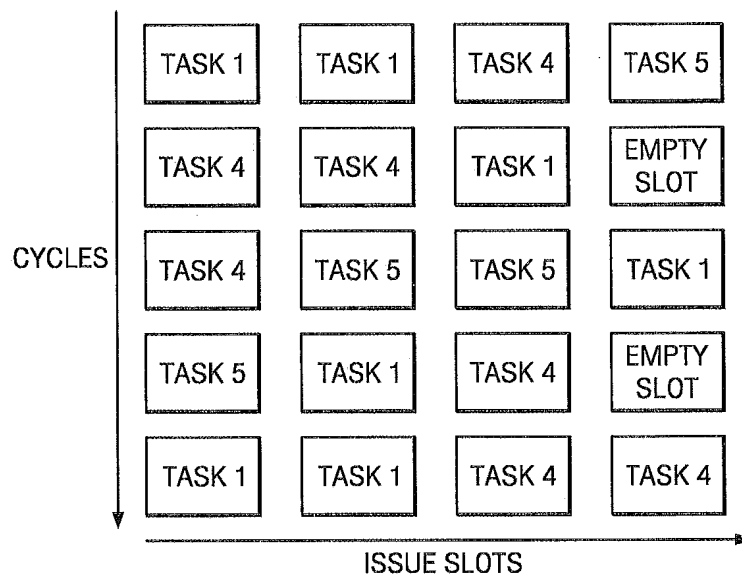 TASK 1 TASK 1 TASK 4 TASK 5
TASK 4 TASK 4 TASK 1 EMPTY
SLOT
CYCLES
TASK 4 TASK 5 TASK 5 TASK 1
TASK 5 TASK 1 TASK 4 EMPTY
SLOT
TASK 1 TASK 1 TASK 4 TASK 4
ISSUE SLOTS